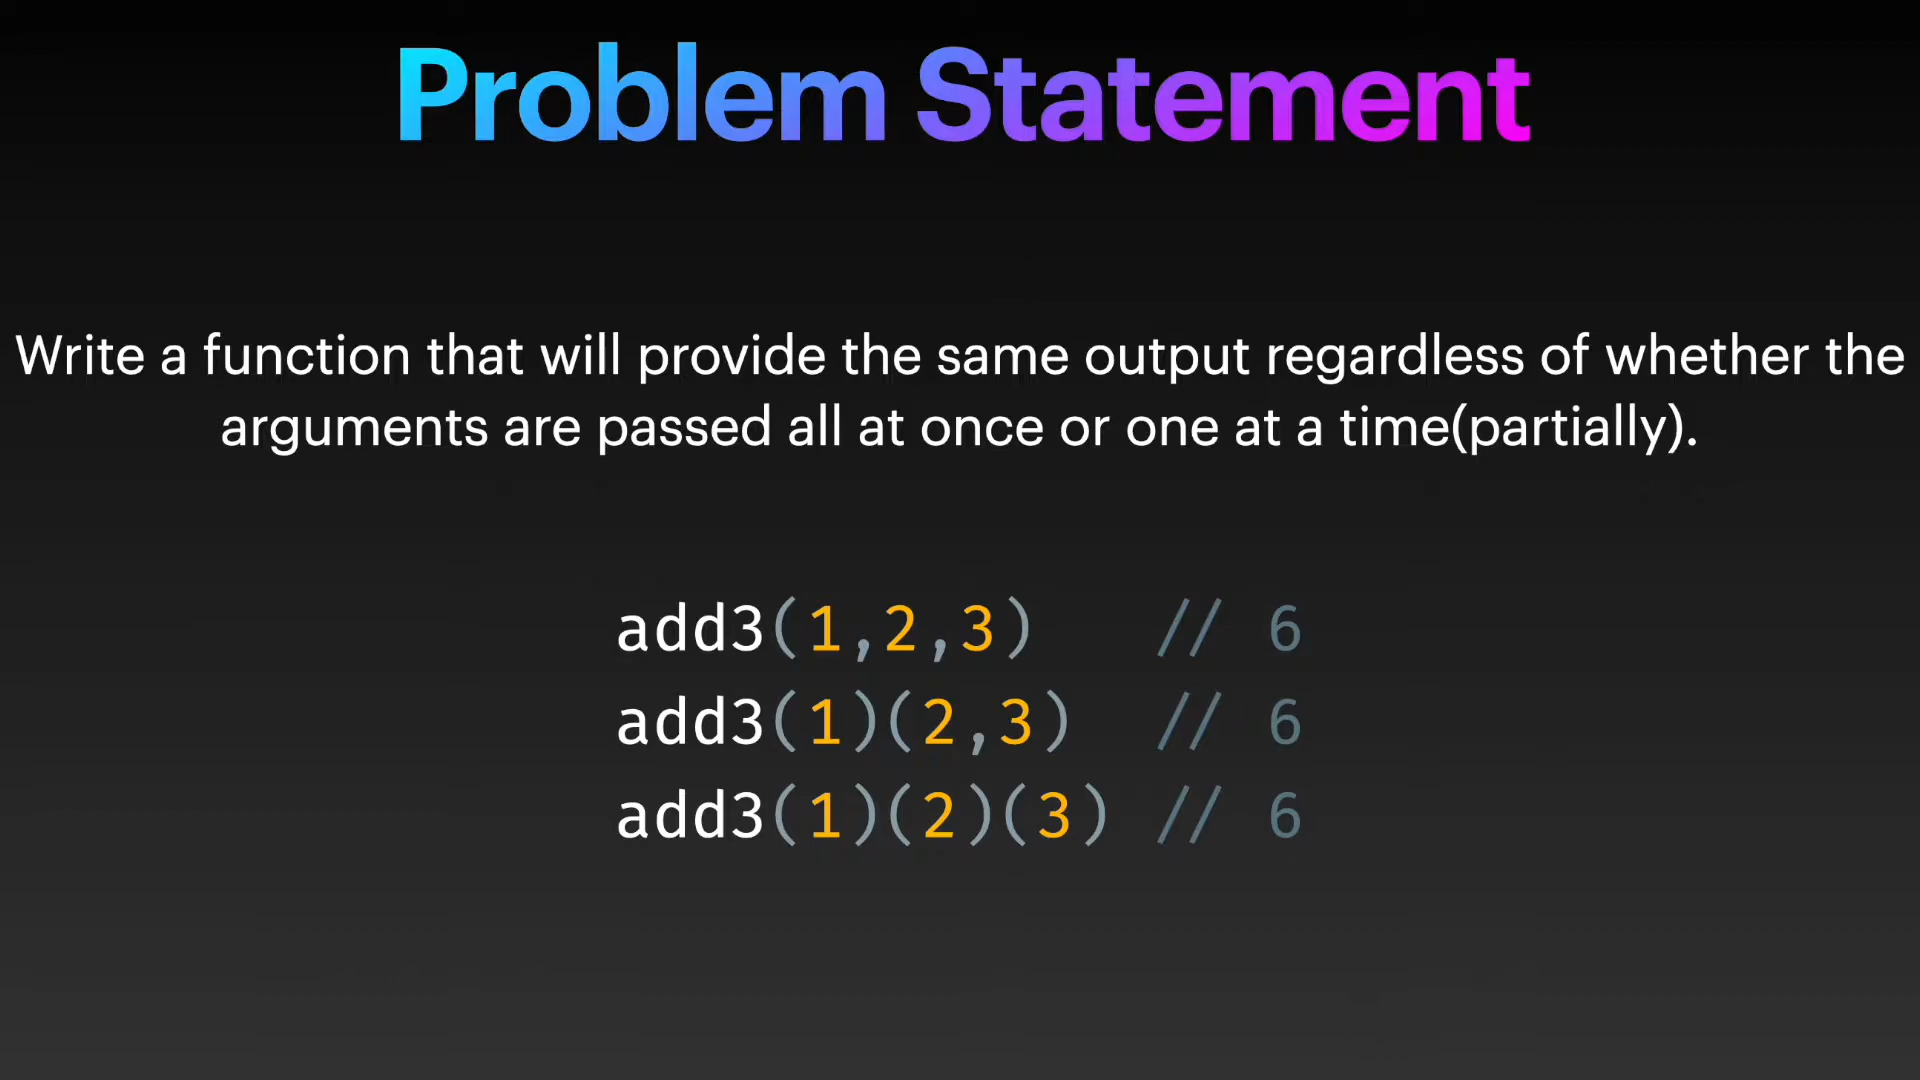 Problem Statement
Write a function that will provide the same output regardless of whether the
arguments are passed all at once or one at a time(partially).
add3(1,2,3)   // 6
add3(1)(2,3)  // 6
add3(1)(2)(3) // 6